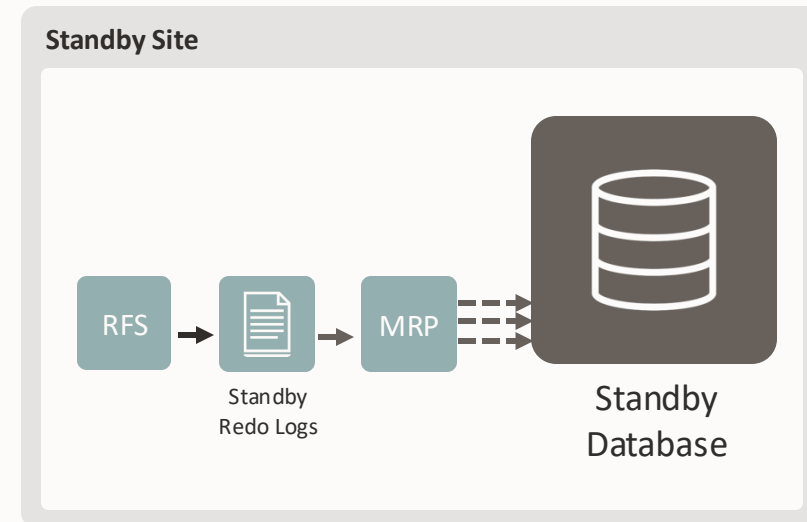 Standby Site
RFS
MRP
Standby
Redo Logs
Standby
Database